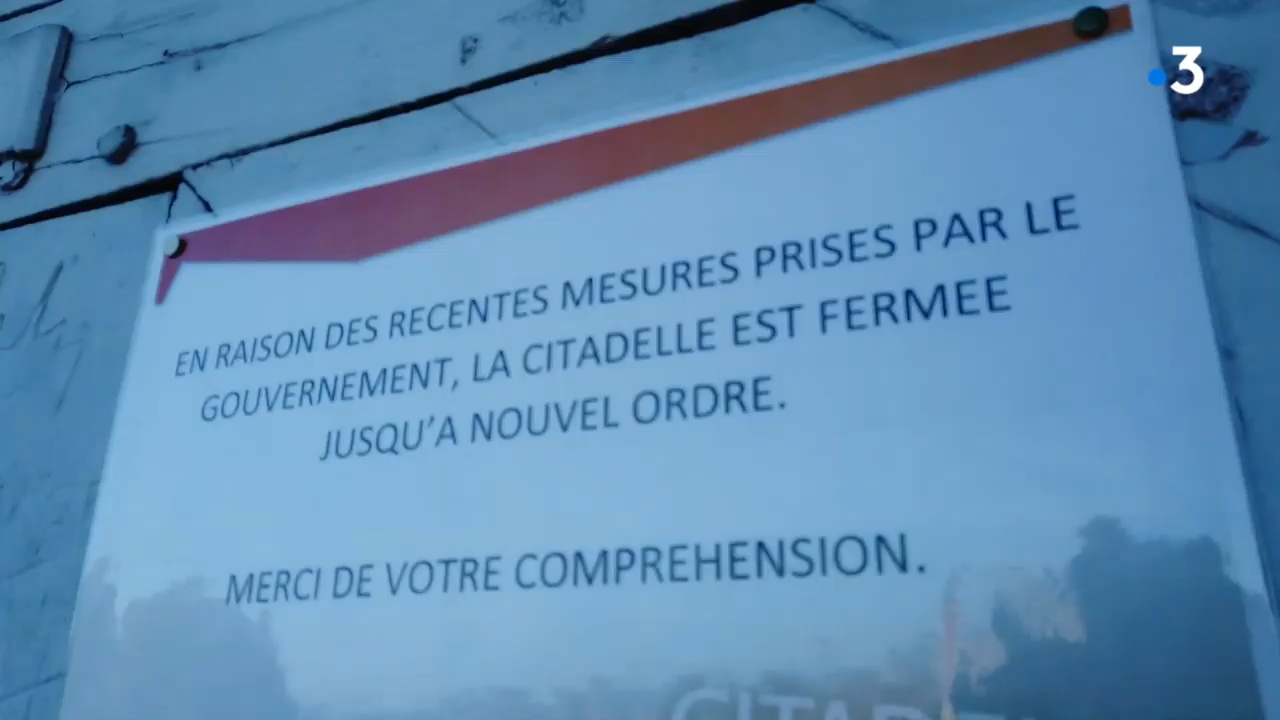 3
EN RAISON DES RECENTES MESURES PRISES PAR LE
GOUVERNEMENT, LA CITADELLE EST FERMEE
JUSQU'A NOUVEL ORDRE.
MERCI DE VOTRE COMPREHENSION.